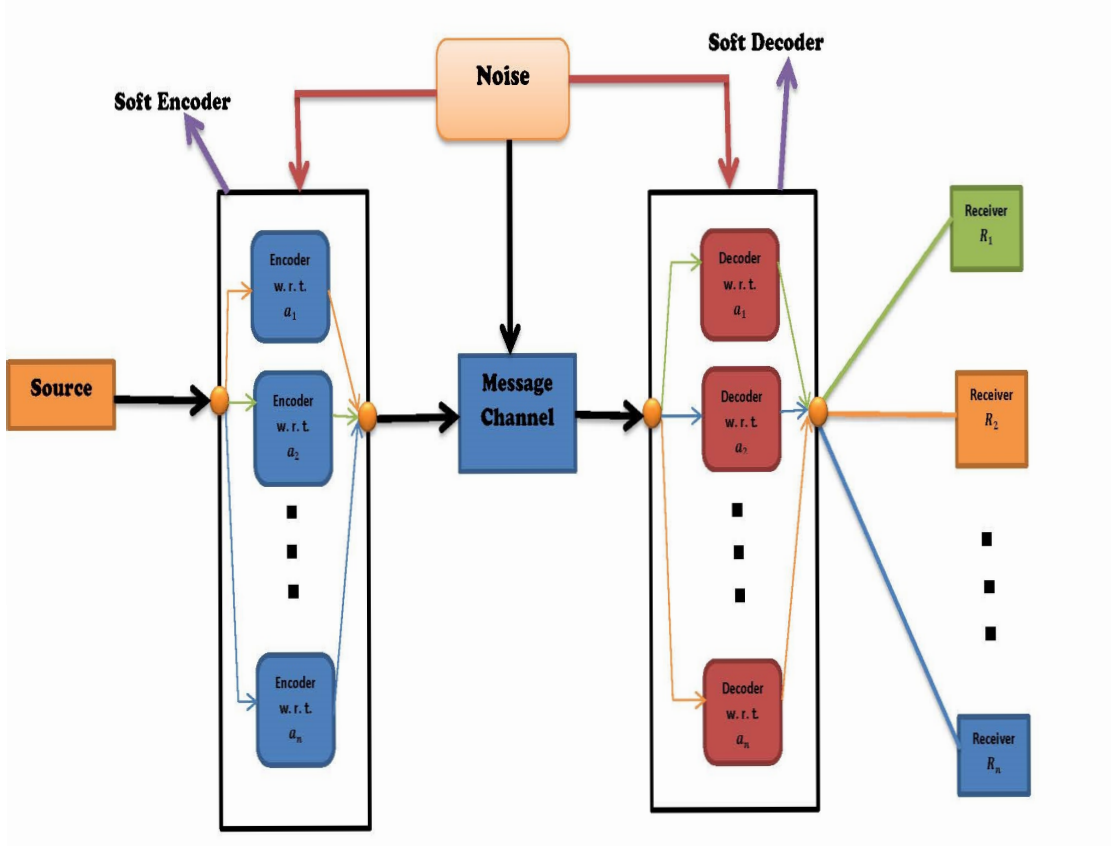 Soft Encoder
Noise
Soft Decoder
Source
Encoder
w. r. t.
a₁
Encoder
w. r. t.
a₂
Encoder
w. r. t.
aₙ
Message
Channel
Decoder
w. r. t.
a₁
Decoder
w. r. t.
a₂
Decoder
w. r. t.
aₙ
Receiver
R₁
Receiver
R₂
Receiver
Rₙ